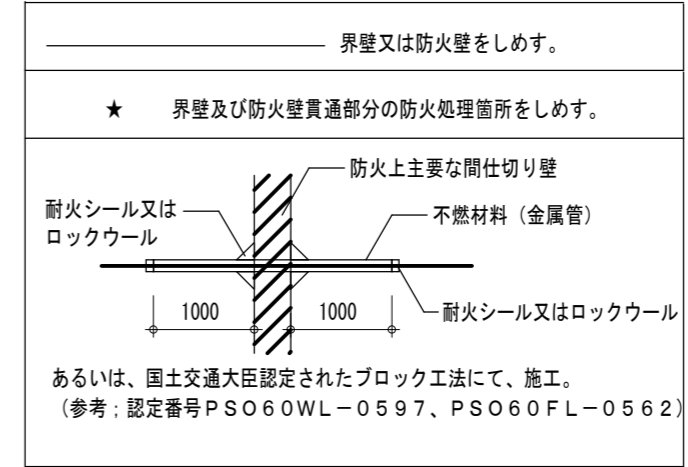 界壁又は防火壁をしめす。
★ 界壁及び防火壁貫通部分の防火処理箇所をしめす。
防火上主要な間仕切り壁
耐火シール又は
ロックウール
不燃材料（金属管）
耐火シール又はロックウール
1000
1000
あるいは、国土交通大臣認定されたブロック工法にて、施工。
（参考；認定番号ＰＳＯ６０ＷＬ－０５９７、ＰＳＯ６０ＦＬ－０５６２）